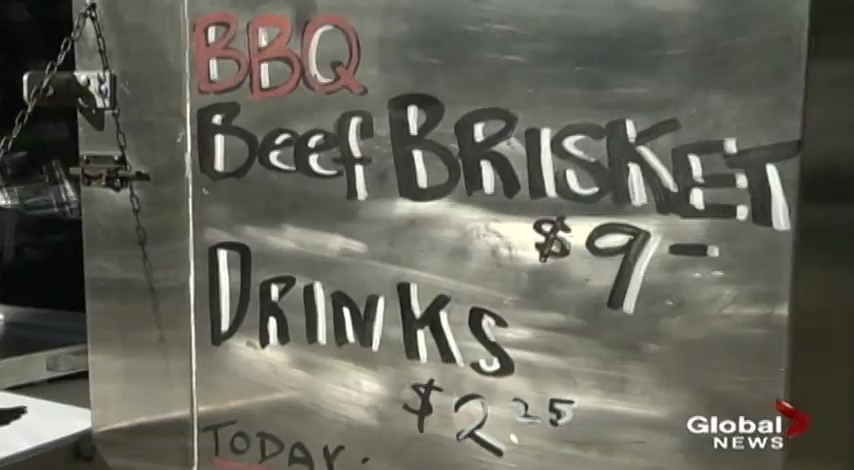 BBQ
Beef BRISKET
$9-
DRINKS
$2.25
TODAY.
Global
NEWS